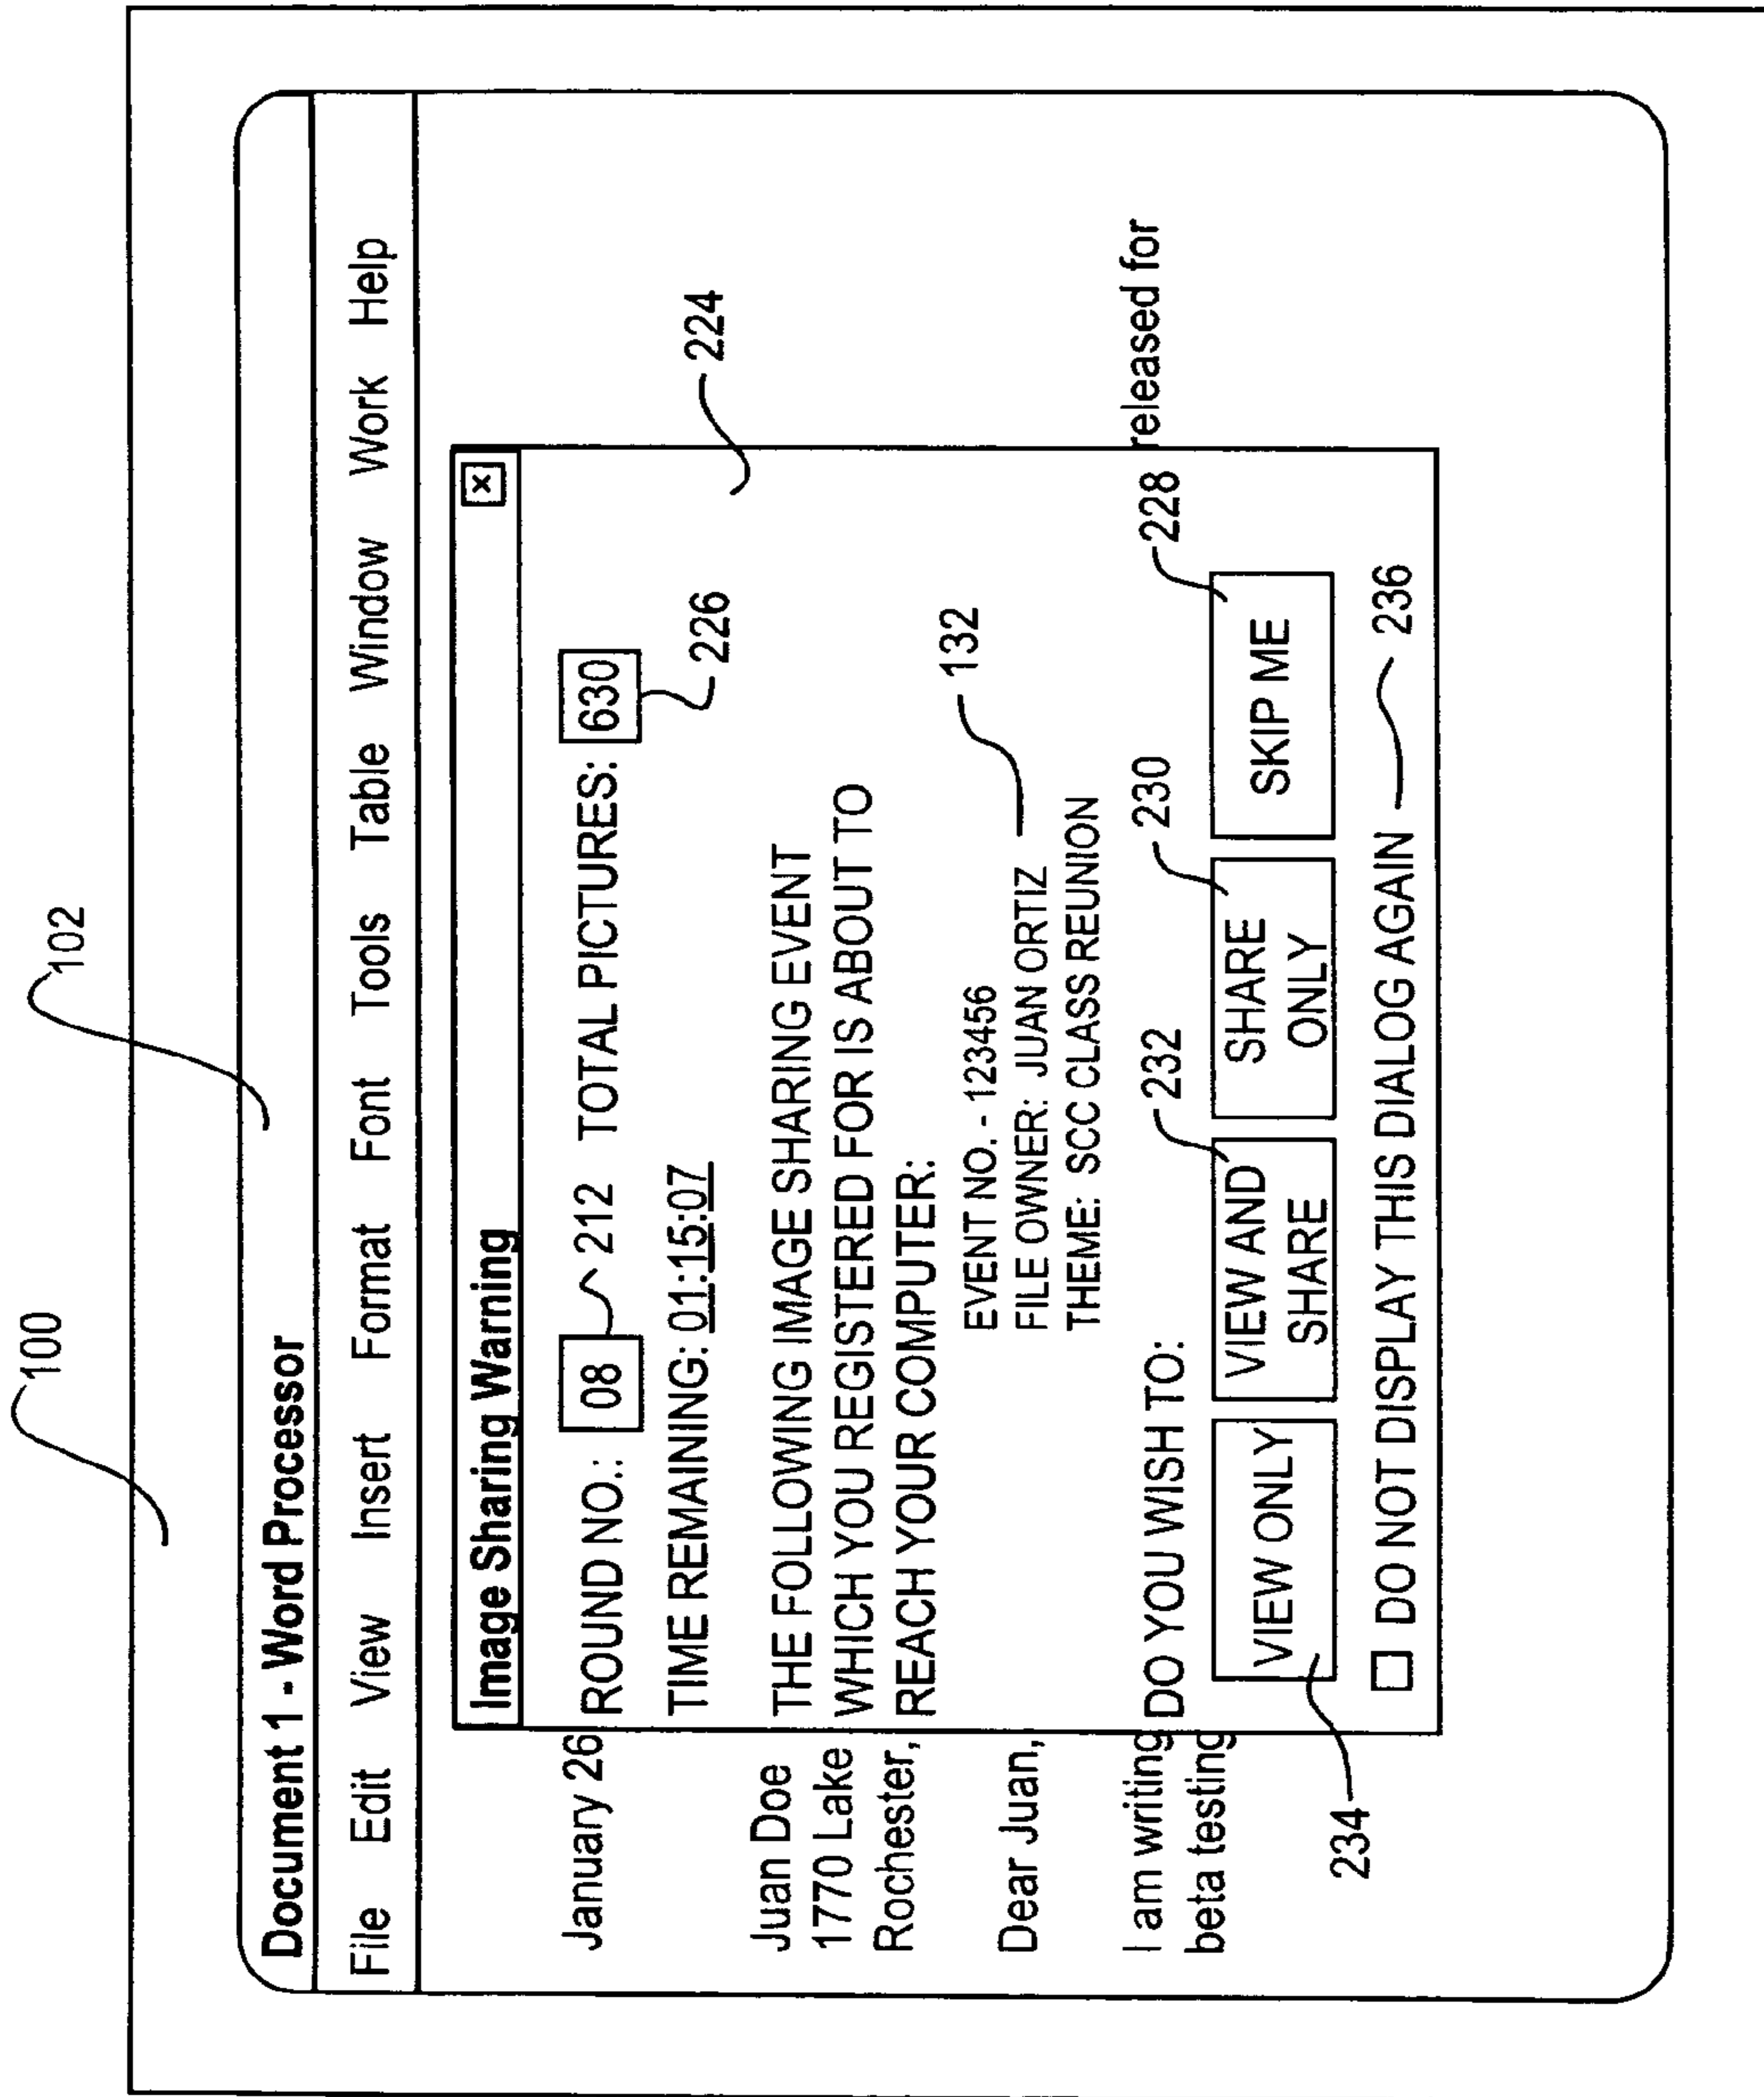 100
102
Document 1 - Word Processor
File Edit View Insert Format Font Tools Table Window Work Help
Image Sharing Warning
x
January 26
ROUND NO.: 08 212 TOTAL PICTURES: 630
226
TIME REMAINING: 01:15:07
224
Juan Doe
1770 Lake
Rochester,
THE FOLLOWING IMAGE SHARING EVENT
WHICH YOU REGISTERED FOR IS ABOUT TO
REACH YOUR COMPUTER:
132
EVENT NO. - 123456
FILE OWNER: JUAN ORTIZ
THEME: SCC CLASS REUNION
Dear Juan,
I am writing
beta testing
released for
DO YOU WISH TO:
232
230
228
VIEW ONLY
VIEW AND
SHARE
SHARE
ONLY
SKIP ME
234
DO NOT DISPLAY THIS DIALOG AGAIN
236